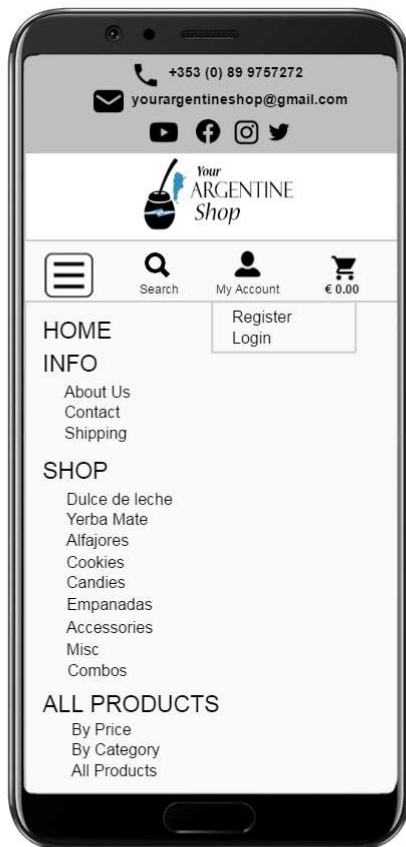 +353 (0) 89 9757272
yourargentineshop@gmail.com
Your
ARGENTINE
Shop
Search
My Account
€ 0.00
Register
Login
HOME
INFO
About Us
Contact
Shipping
SHOP
Dulce de leche
Yerba Mate
Alfajores
Cookies
Candies
Empanadas
Accessories
Misc
Combos
ALL PRODUCTS
By Price
By Category
All Products